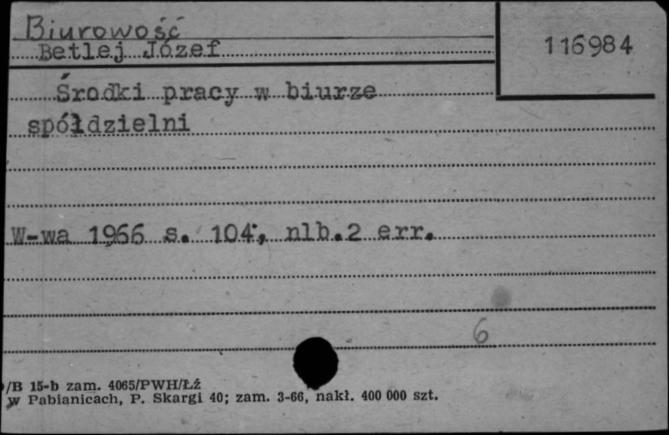 Biurowość
Betlej Józef
116984
Środki pracy w biurze
spółdzielni
W-wa 1966 s. 104, nlb.2 err.
6
/B 15-b zam. 4065/PWH/Łź
w Pabianicach, P. Skargi 40; zam. 3-66, nakł. 400 000 szt.